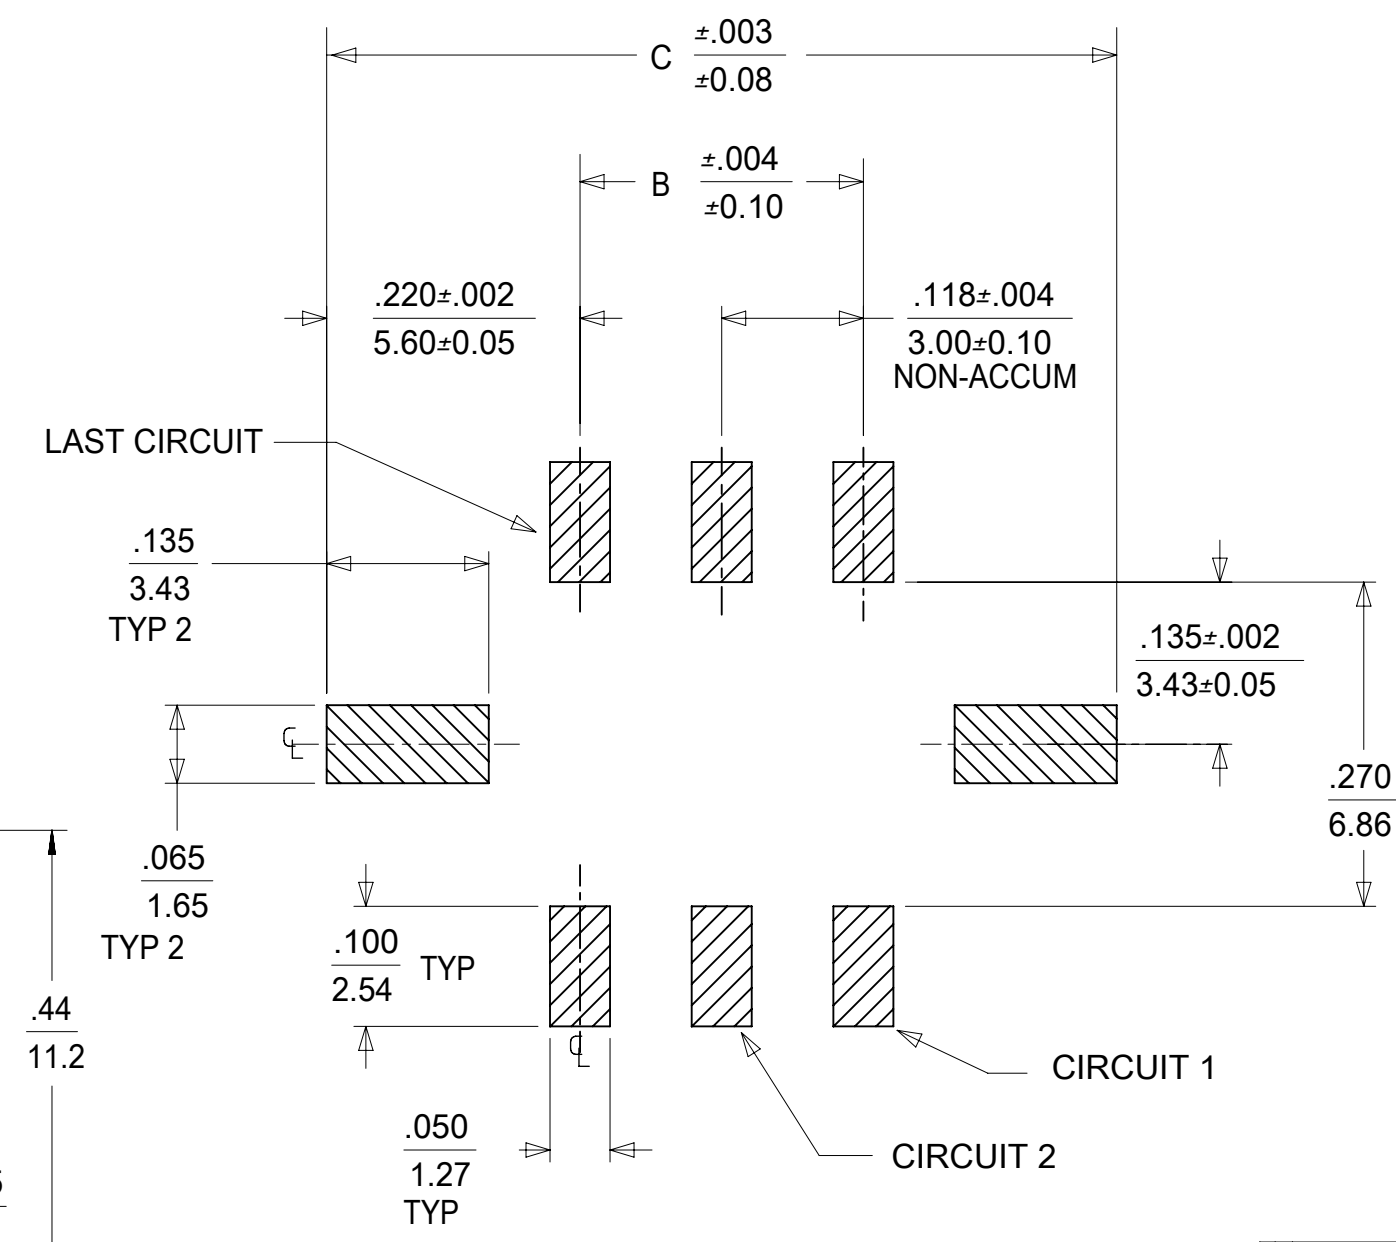 ±.003
C
±0.08
±.004
B
±0.10
.220±.002
5.60±0.05
.118±.004
3.00±0.10
NON-ACCUM
LAST CIRCUIT
.135
3.43
TYP 2
.135±.002
3.43±0.05
℄
.270
6.86
.065
1.65
TYP 2
.100
2.54
TYP
.44
11.2
℄
CIRCUIT 1
.050
1.27
TYP
CIRCUIT 2